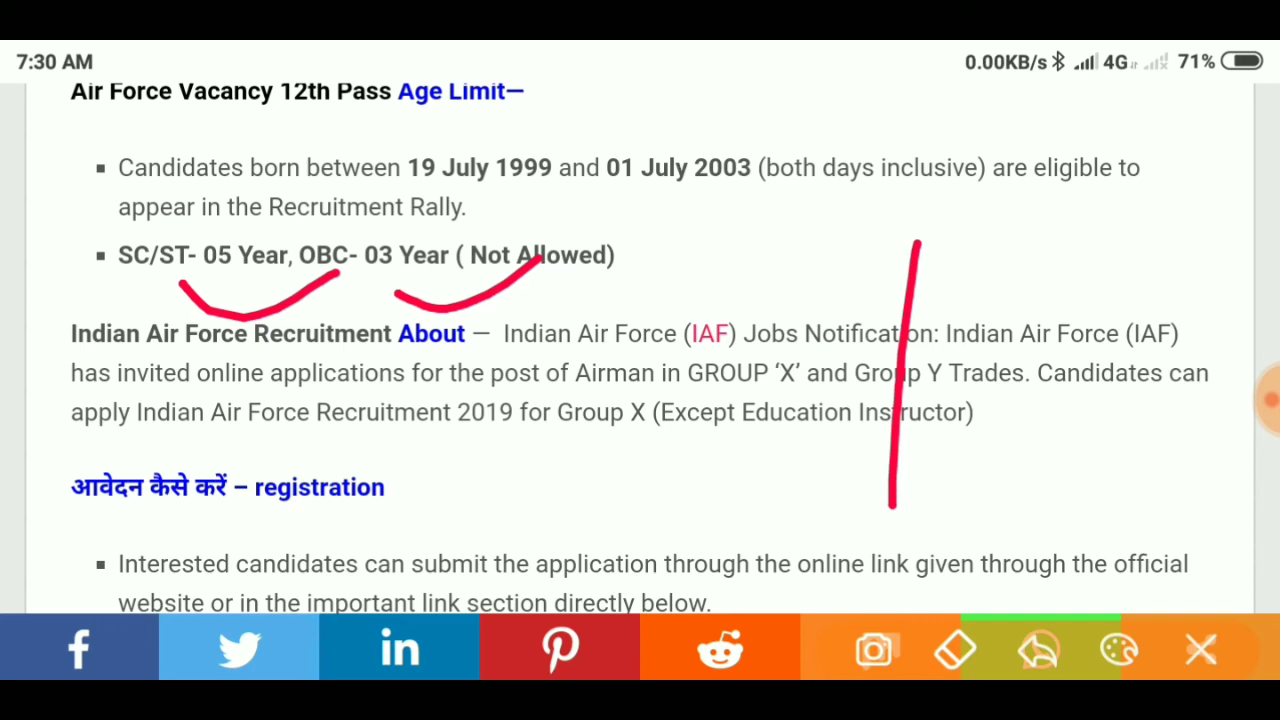 7:30 AM 0.00KB/s 4G 71%
Air Force Vacancy 12th Pass Age Limit—
▪ Candidates born between 19 July 1999 and 01 July 2003 (both days inclusive) are eligible to
appear in the Recruitment Rally.
▪ SC/ST- 05 Year, OBC- 03 Year ( Not Allowed)
Indian Air Force Recruitment About — Indian Air Force (IAF) Jobs Notification: Indian Air Force (IAF)
has invited online applications for the post of Airman in GROUP ‘X’ and Group Y Trades. Candidates can
apply Indian Air Force Recruitment 2019 for Group X (Except Education Instructor)
आवेदन कैसे करें – registration
▪ Interested candidates can submit the application through the online link given through the official
website or in the important link section directly below.